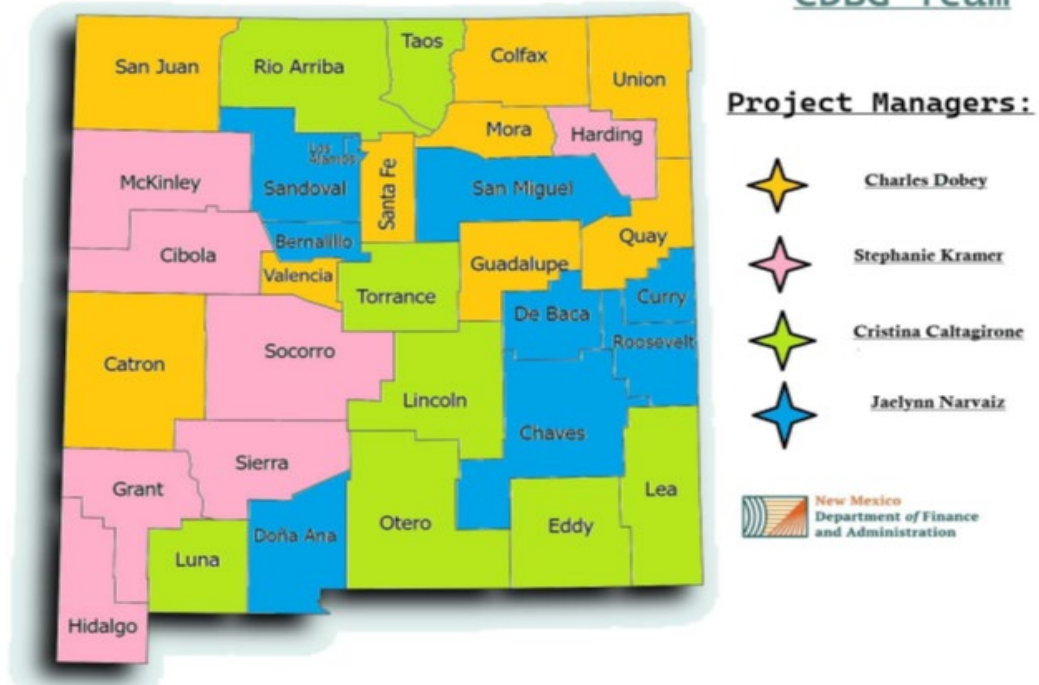 CDBG Team
Project Managers:
Charles Dobey
Stephanie Kramer
Cristina Caltagirone
Jaelynn Narvaiz
New Mexico
Department of Finance
and Administration
San Juan
Rio Arriba
Taos
Colfax
Union
Mora
Harding
McKinley
Los
Alamos
Sandoval
Santa Fe
San Miguel
Cibola
Bernalillo
Valencia
Torrance
Guadalupe
Quay
Curry
De Baca
Roosevelt
Catron
Socorro
Lincoln
Chaves
Sierra
Grant
Luna
Doña Ana
Otero
Eddy
Lea
Hidalgo